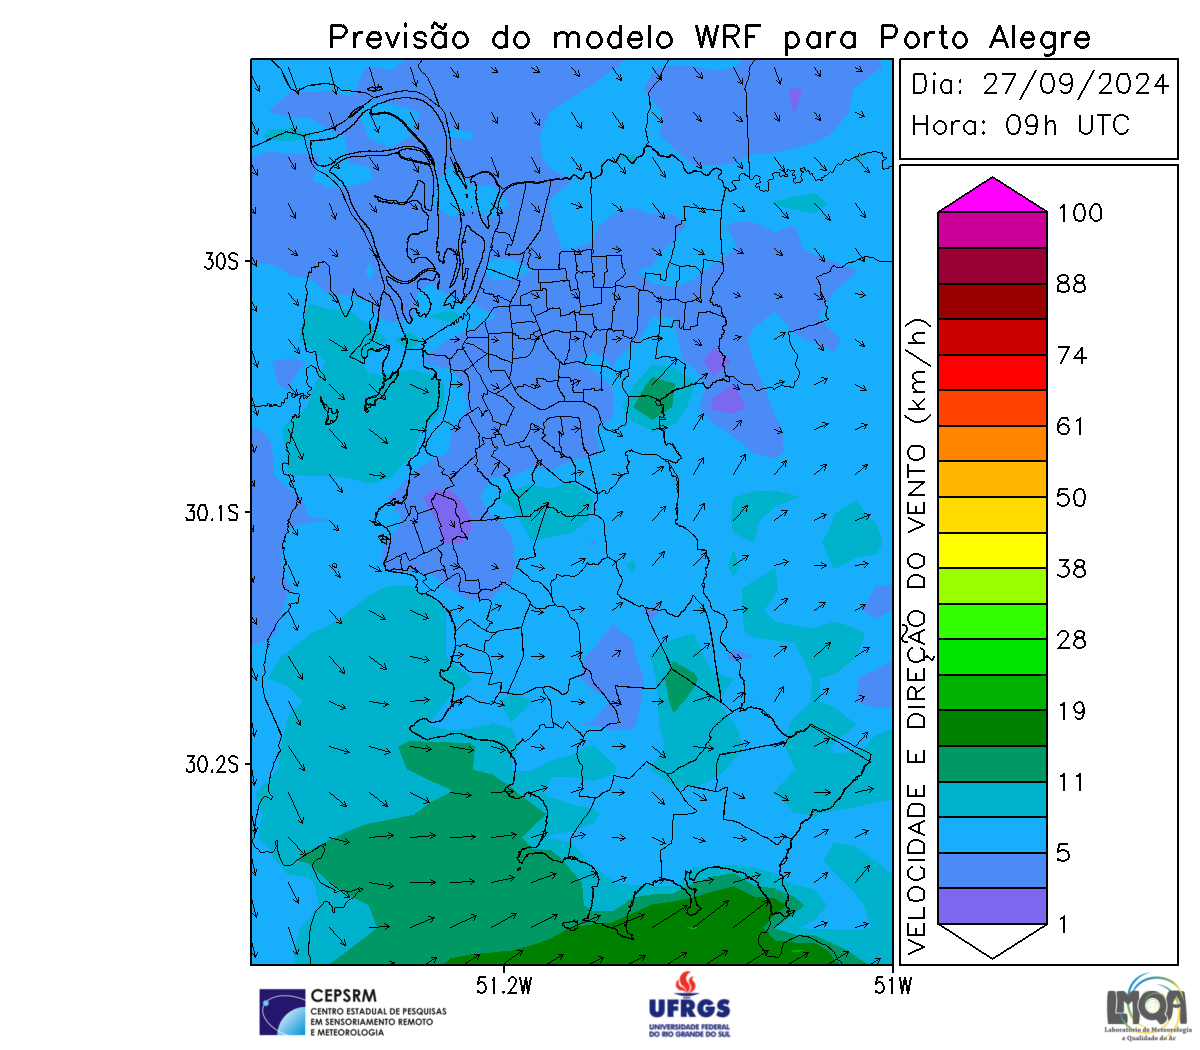 Previsão do modelo WRF para Porto Alegre
Dia: 27/09/2024
Hora: 09h UTC
30S
30.1S
30.2S
51.2W
51W
VELOCIDADE E DIREÇÃO DO VENTO (km/h)
100
88
74
61
50
38
28
19
11
5
1
CEPSRM
CENTRO ESTADUAL DE PESQUISAS
EM SENSORIAMENTO REMOTO
E METEOROLOGIA
UFRGS
UNIVERSIDADE FEDERAL
DO RIO GRANDE DO SUL
LMQA
Laboratório de Meteorologia
e Qualidade do Ar